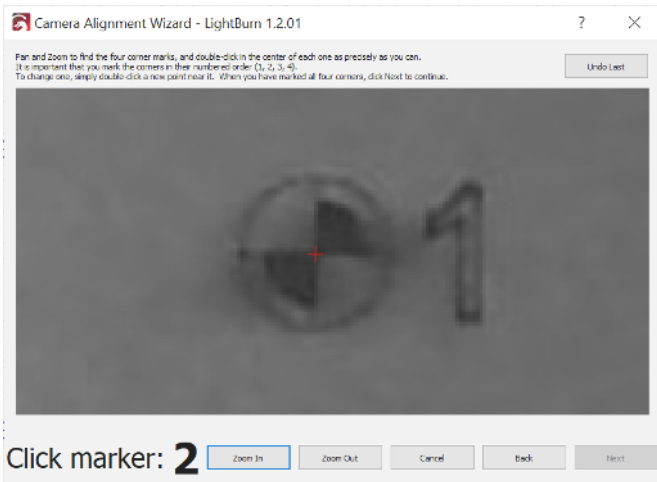 Camera Alignment Wizard - LightBurn 1.2.01
Pan and Zoom to find the four corner marks, and double-click in the center of each one as precisely as you can.
It is important that you mark the corners in their numbered order (1, 2, 3, 4).
To change one, simply double-click a new point near it. When you have marked all four corners, click Next to continue.
Undo Last
1
Click marker: 2
Zoom In
Zoom Out
Cancel
Back
Next